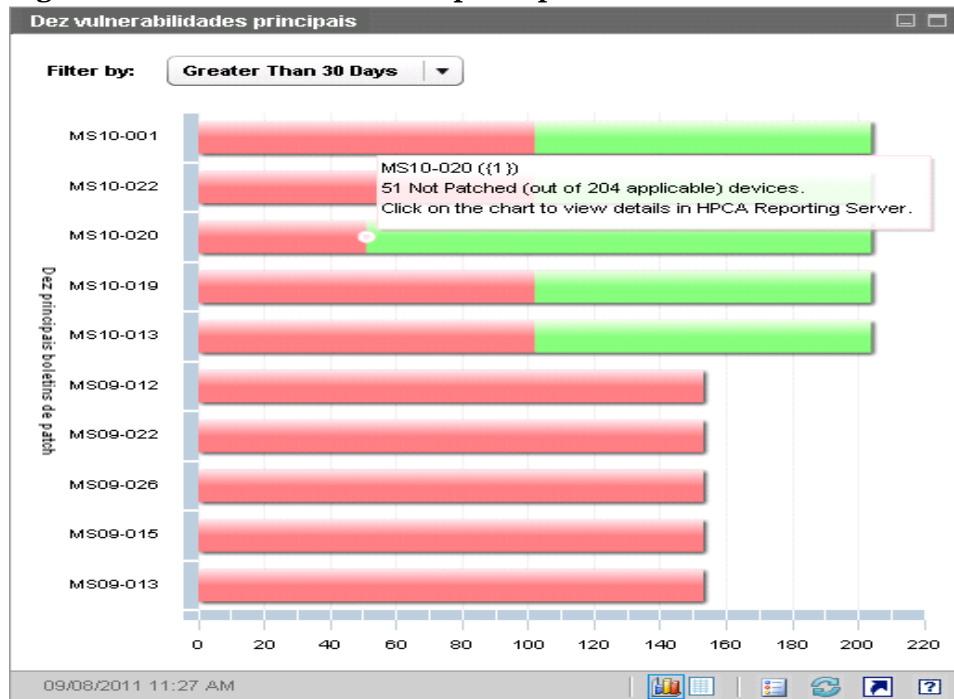 Dez vulnerabilidades principais
Filter by: Greater Than 30 Days
MS10-001
MS10-020 ({1})
MS10-022
51 Not Patched (out of 204 applicable) devices.
Click on the chart to view details in HPCA Reporting Server.
MS10-020
MS10-019
MS10-013
MS09-012
MS09-022
MS09-026
MS09-015
MS09-013
Dez principais boletins de patch
0 20 40 60 80 100 120 140 160 180 200 220
09/08/2011 11:27 AM